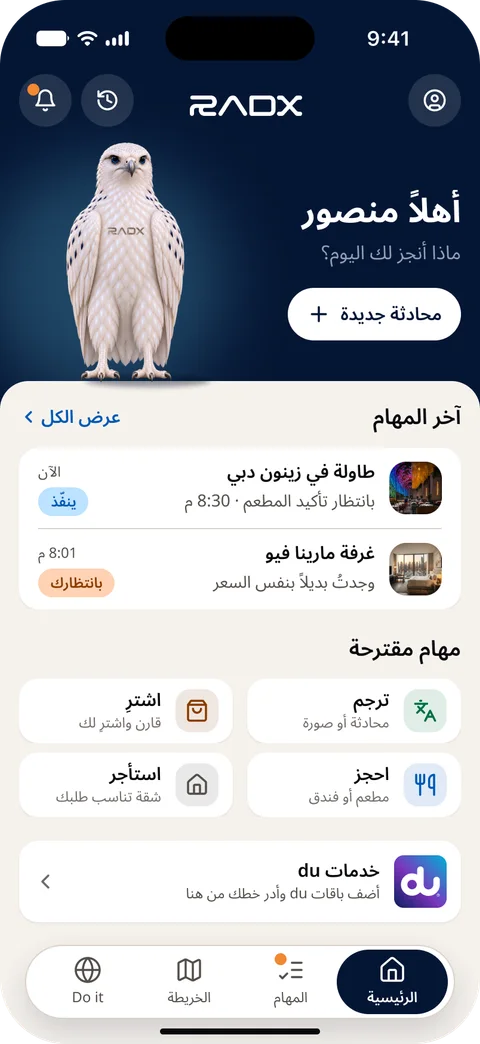 9:41
RADX
RADX
أهلاً منصور
ماذا أنجز لك اليوم؟
محادثة جديدة +
آخر المهام
عرض الكل
طاولة في زينون دبي
الآن
بانتظار تأكيد المطعم · 8:30 م
ينفّذ
غرفة مارينا فيو
8:01 م
وجدتُ بديلاً بنفس السعر
بانتظارك
مهام مقترحة
ترجم
محادثة أو صورة
اشترِ
قارن واشترِ لك
احجز
مطعم أو فندق
استأجر
شقة تناسب طلبك
du
خدمات du
أضف باقات du وأدر خطك من هنا
الرئيسية
المهام
الخريطة
Do it